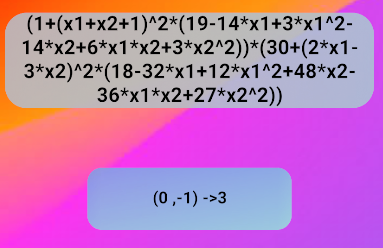 (1+(x1+x2+1)^2*(19-14*x1+3*x1^2-
14*x2+6*x1*x2+3*x2^2))*(30+(2*x1-
3*x2)^2*(18-32*x1+12*x1^2+48*x2-
36*x1*x2+27*x2^2))
(0 ,-1) ->3